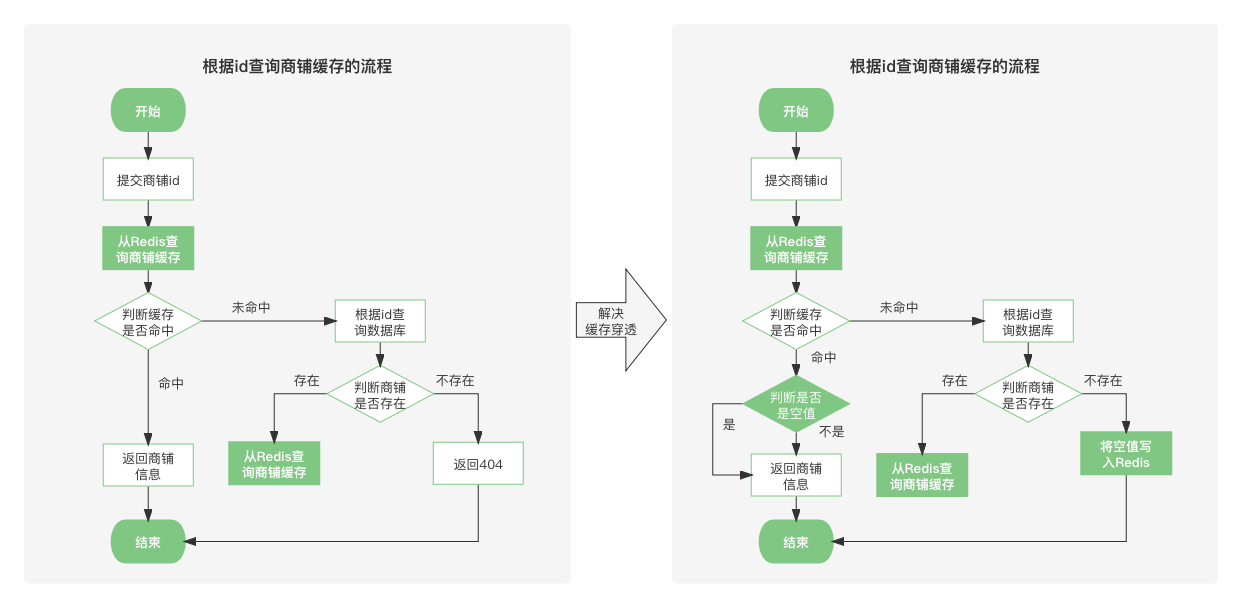 根据id查询商铺缓存的流程
开始
提交商铺id
从Redis查
询商铺缓存
判断缓存
是否命中
未命中
根据id查
询数据库
命中
判断商铺
是否存在
存在
不存在
从Redis查
询商铺缓存
返回404
返回商铺
信息
结束
解决
缓存穿透
根据id查询商铺缓存的流程
开始
提交商铺id
从Redis查
询商铺缓存
判断缓存
是否命中
未命中
根据id查
询数据库
命中
判断是否
是空值
是
不是
判断商铺
是否存在
存在
不存在
从Redis查
询商铺缓存
将空值写
入Redis
返回商铺
信息
结束